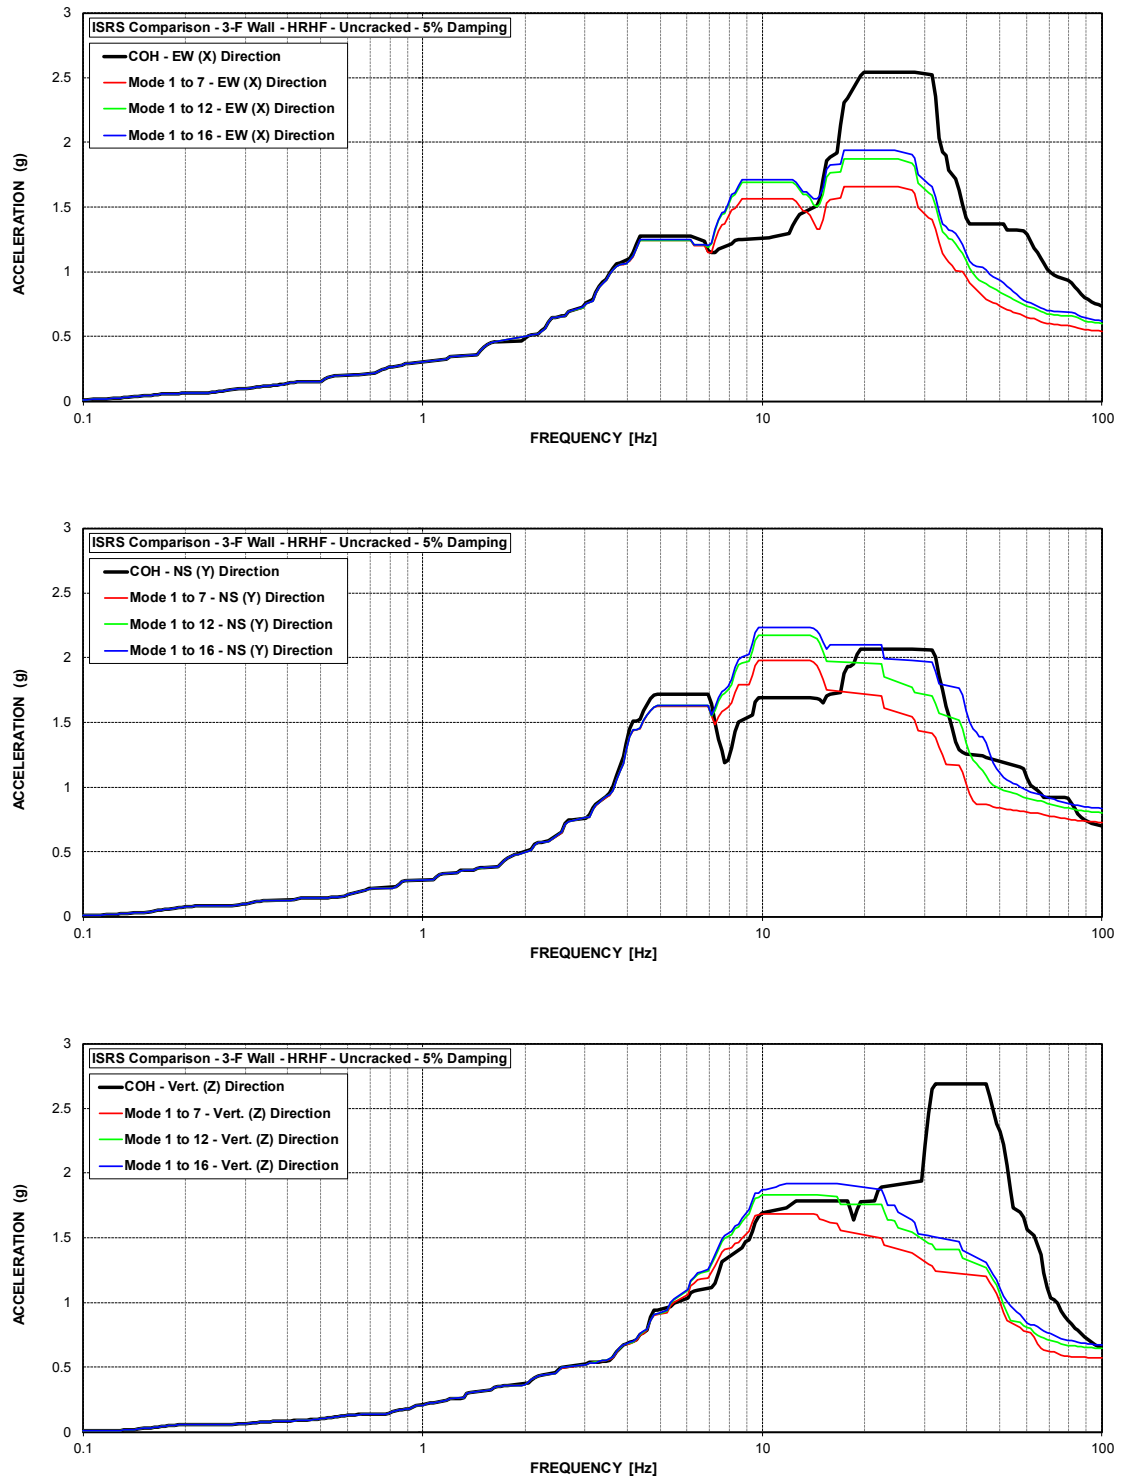 ISRS Comparison - 3-F Wall - HRHF - Uncracked - 5% Damping
COH - EW (X) Direction
Mode 1 to 7 - EW (X) Direction
Mode 1 to 12 - EW (X) Direction
Mode 1 to 16 - EW (X) Direction
3
2.5
2
1.5
1
0.5
0
ACCELERATION (g)
0.1
1
10
100
FREQUENCY [Hz]
ISRS Comparison - 3-F Wall - HRHF - Uncracked - 5% Damping
COH - NS (Y) Direction
Mode 1 to 7 - NS (Y) Direction
Mode 1 to 12 - NS (Y) Direction
Mode 1 to 16 - NS (Y) Direction
3
2.5
2
1.5
1
0.5
0
ACCELERATION (g)
0.1
1
10
100
FREQUENCY [Hz]
ISRS Comparison - 3-F Wall - HRHF - Uncracked - 5% Damping
COH - Vert. (Z) Direction
Mode 1 to 7 - Vert. (Z) Direction
Mode 1 to 12 - Vert. (Z) Direction
Mode 1 to 16 - Vert. (Z) Direction
3
2.5
2
1.5
1
0.5
0
ACCELERATION (g)
0.1
1
10
100
FREQUENCY [Hz]